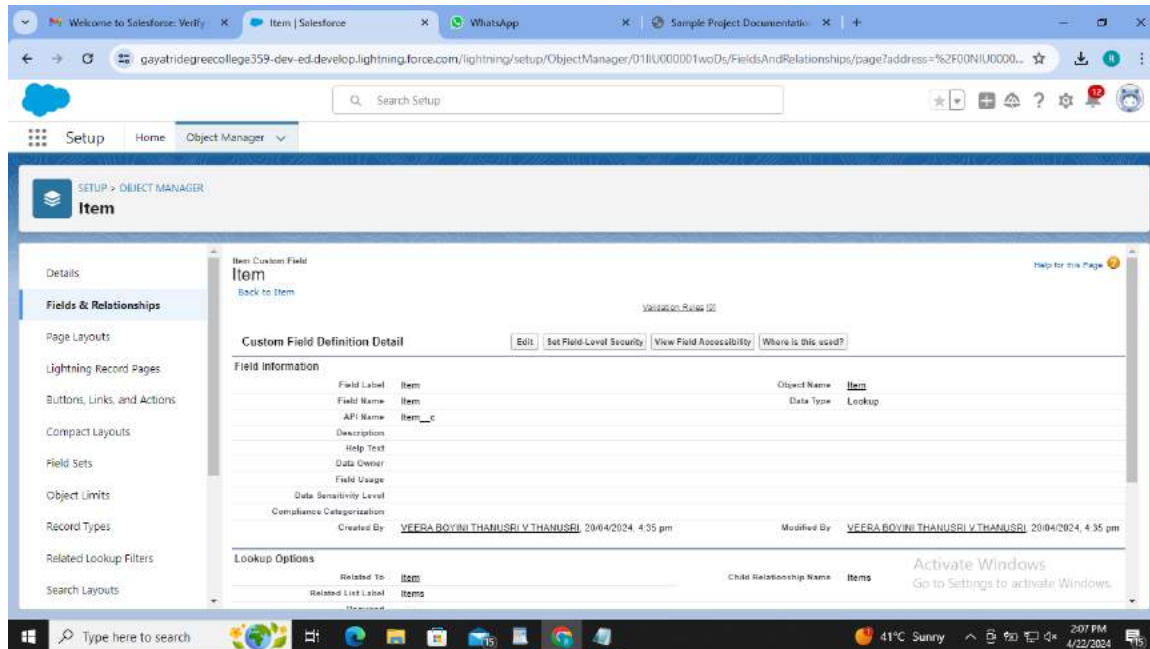 Welcome to Salesforce: Verify
Item | Salesforce
WhatsApp
Sample Project Documentatio
gayatridegreecollege359-dev-ed.develop.lightning.force.com/lightning/setup/ObjectManager/01IIU000001woDs/FieldsAndRelationships/page?address=%2F00NIU0000...
Search Setup
12
Setup
Home
Object Manager
SETUP > OBJECT MANAGER
Item
Details
Fields & Relationships
Page Layouts
Lightning Record Pages
Buttons, Links, and Actions
Compact Layouts
Field Sets
Object Limits
Record Types
Related Lookup Filters
Search Layouts
Item Custom Field
Item
Help for this Page
Back to Item
Validation Rules [0]
Custom Field Definition Detail
Edit
Set Field-Level Security
View Field Accessibility
Where is this used?
Field Information
Field Label Item Object Name Item
Field Name Item Data Type Lookup
API Name Item__c
Description
Help Text
Data Owner
Field Usage
Data Sensitivity Level
Compliance Categorization
Created By VEERA BOYINI THANUSRI V THANUSRI, 20/04/2024, 4:35 pm Modified By VEERA BOYINI THANUSRI V THANUSRI, 20/04/2024, 4:35 pm
Lookup Options
Related To Item Child Relationship Name Items
Related List Label Items
Required
Activate Windows
Go to Settings to activate Windows.
Type here to search
15
41°C Sunny
2:07 PM
4/22/2024
15